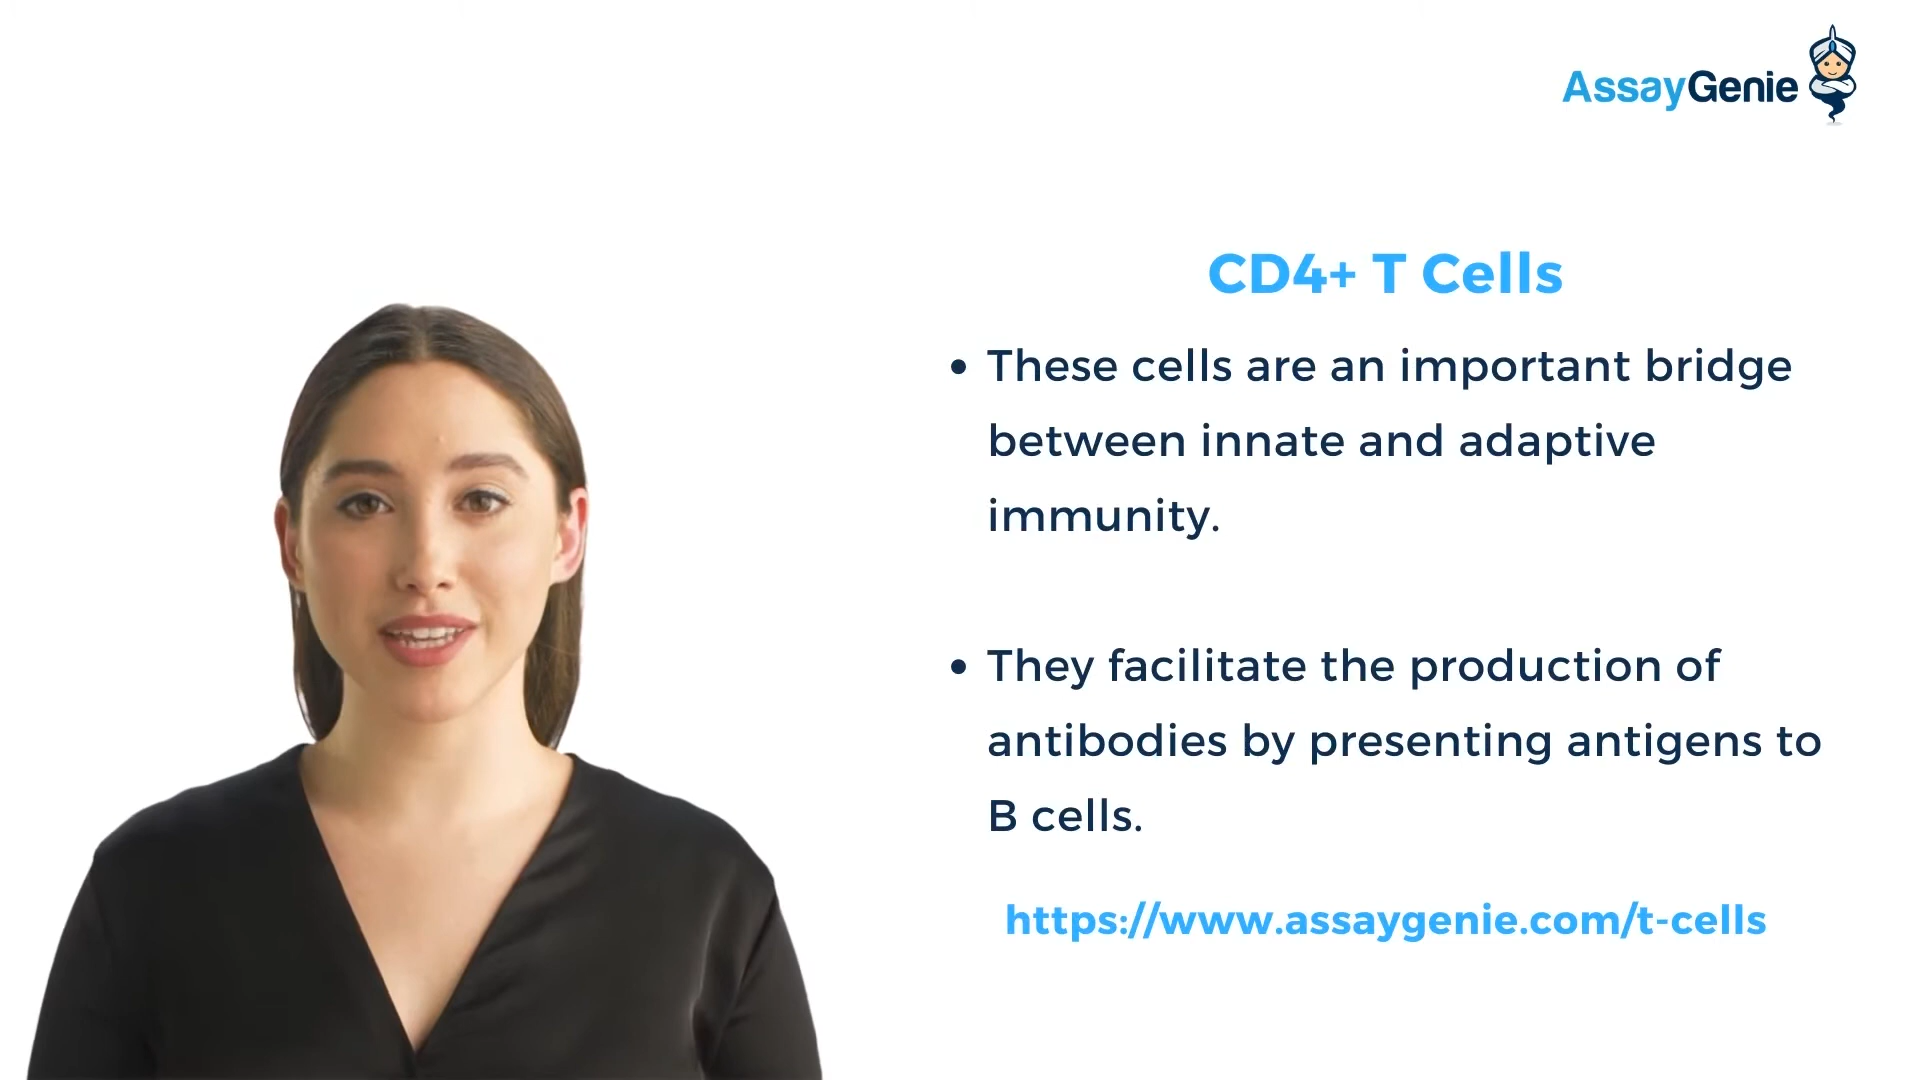 AssayGenie
CD4+ T Cells
• These cells are an important bridge
between innate and adaptive
immunity.
• They facilitate the production of
antibodies by presenting antigens to
B cells.
https://www.assaygenie.com/t-cells